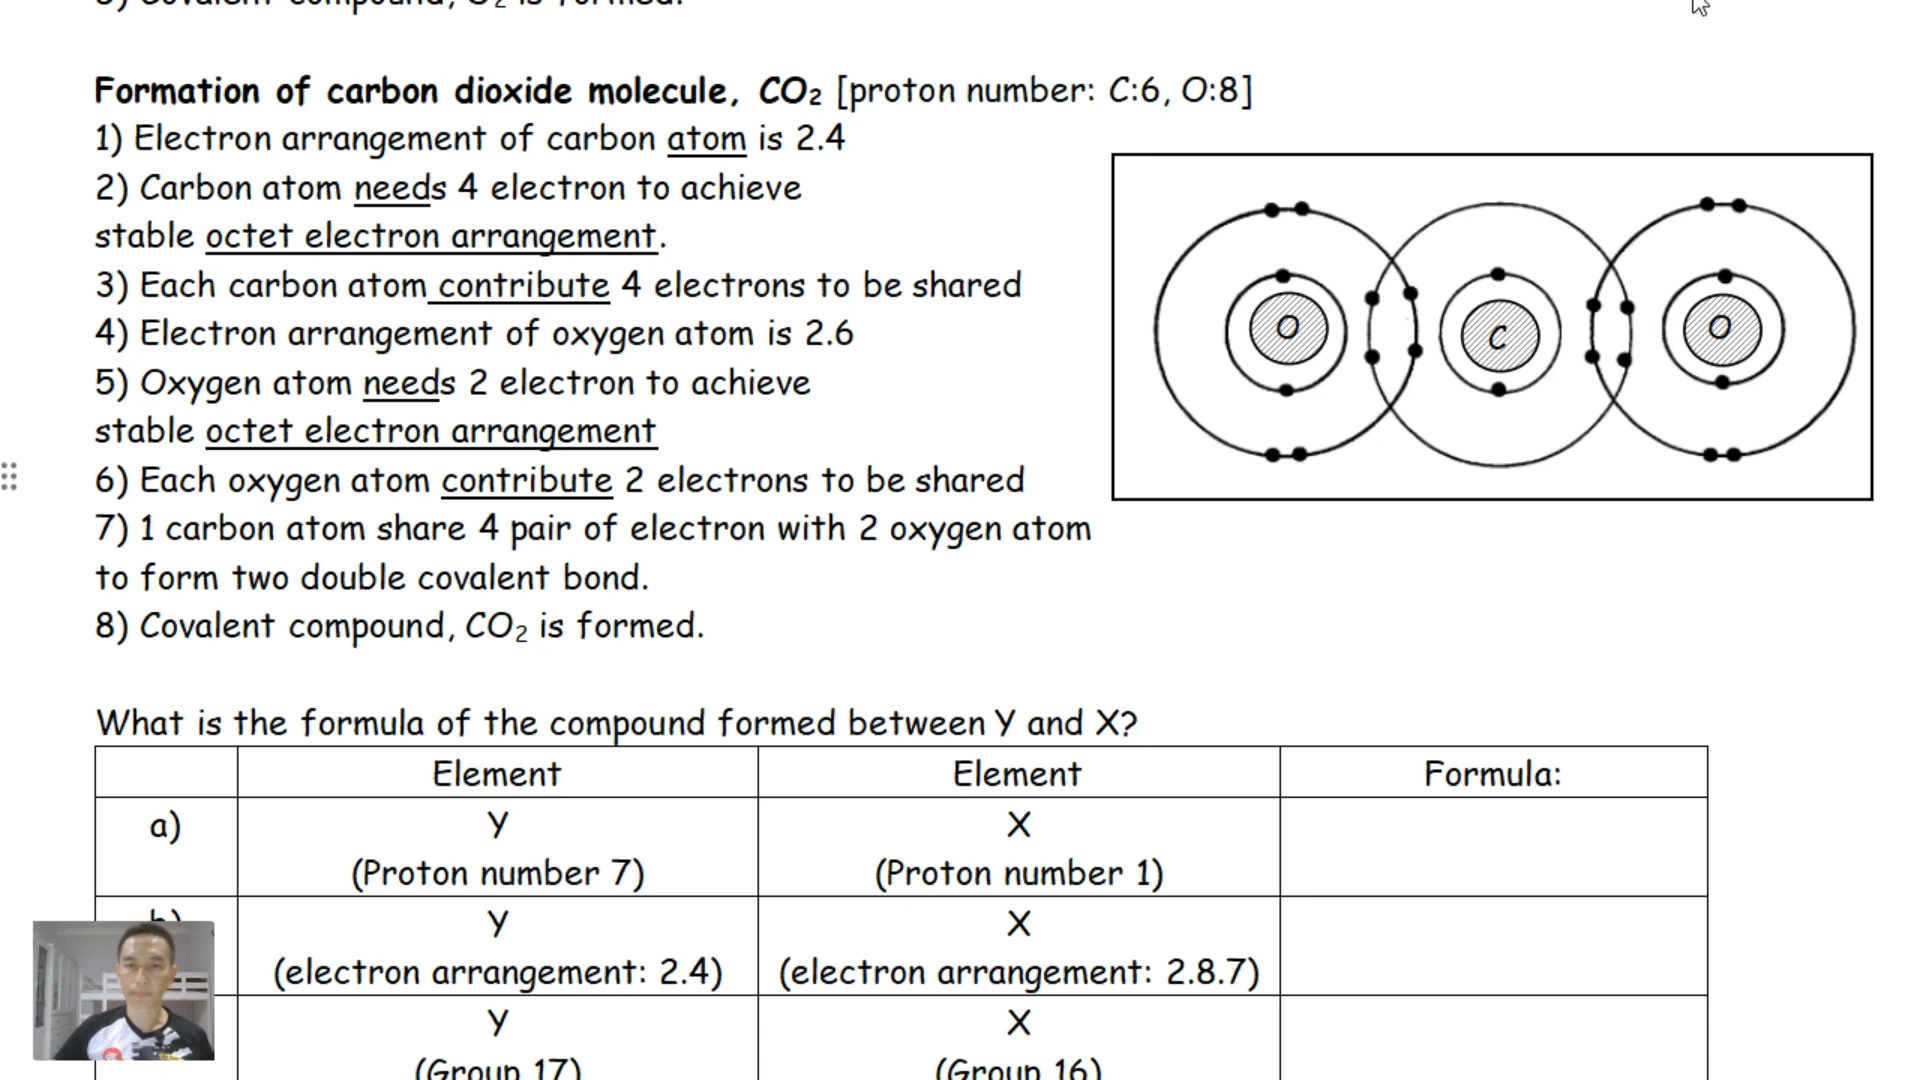 Formation of carbon dioxide molecule, CO₂ [proton number: C:6, O:8]
1) Electron arrangement of carbon atom is 2.4
2) Carbon atom needs 4 electron to achieve
stable octet electron arrangement.
3) Each carbon atom contribute 4 electrons to be shared
4) Electron arrangement of oxygen atom is 2.6
5) Oxygen atom needs 2 electron to achieve
stable octet electron arrangement
6) Each oxygen atom contribute 2 electrons to be shared
7) 1 carbon atom share 4 pair of electron with 2 oxygen atom
to form two double covalent bond.
8) Covalent compound, CO₂ is formed.
O C O
What is the formula of the compound formed between Y and X?
Element Element Formula:
a) Y X
(Proton number 7) (Proton number 1)
b) Y X
(electron arrangement: 2.4) (electron arrangement: 2.8.7)
Y X
(Group 17) (Group 16)